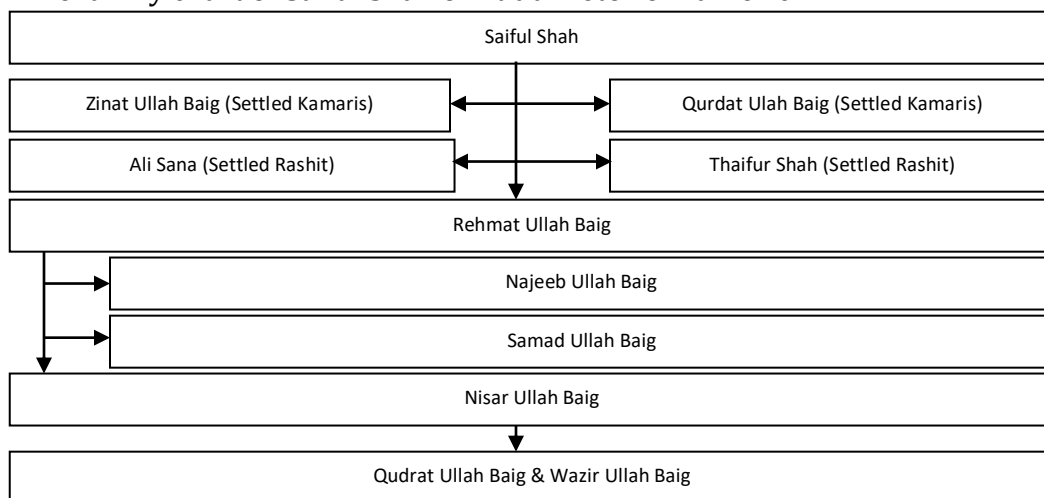 Saiful Shah
Zinat Ullah Baig (Settled Kamaris)
Qurdat Ulah Baig (Settled Kamaris)
Ali Sana (Settled Rashit)
Thaifur Shah (Settled Rashit)
Rehmat Ullah Baig
Najeeb Ullah Baig
Samad Ullah Baig
Nisar Ullah Baig
Qudrat Ullah Baig & Wazir Ullah Baig